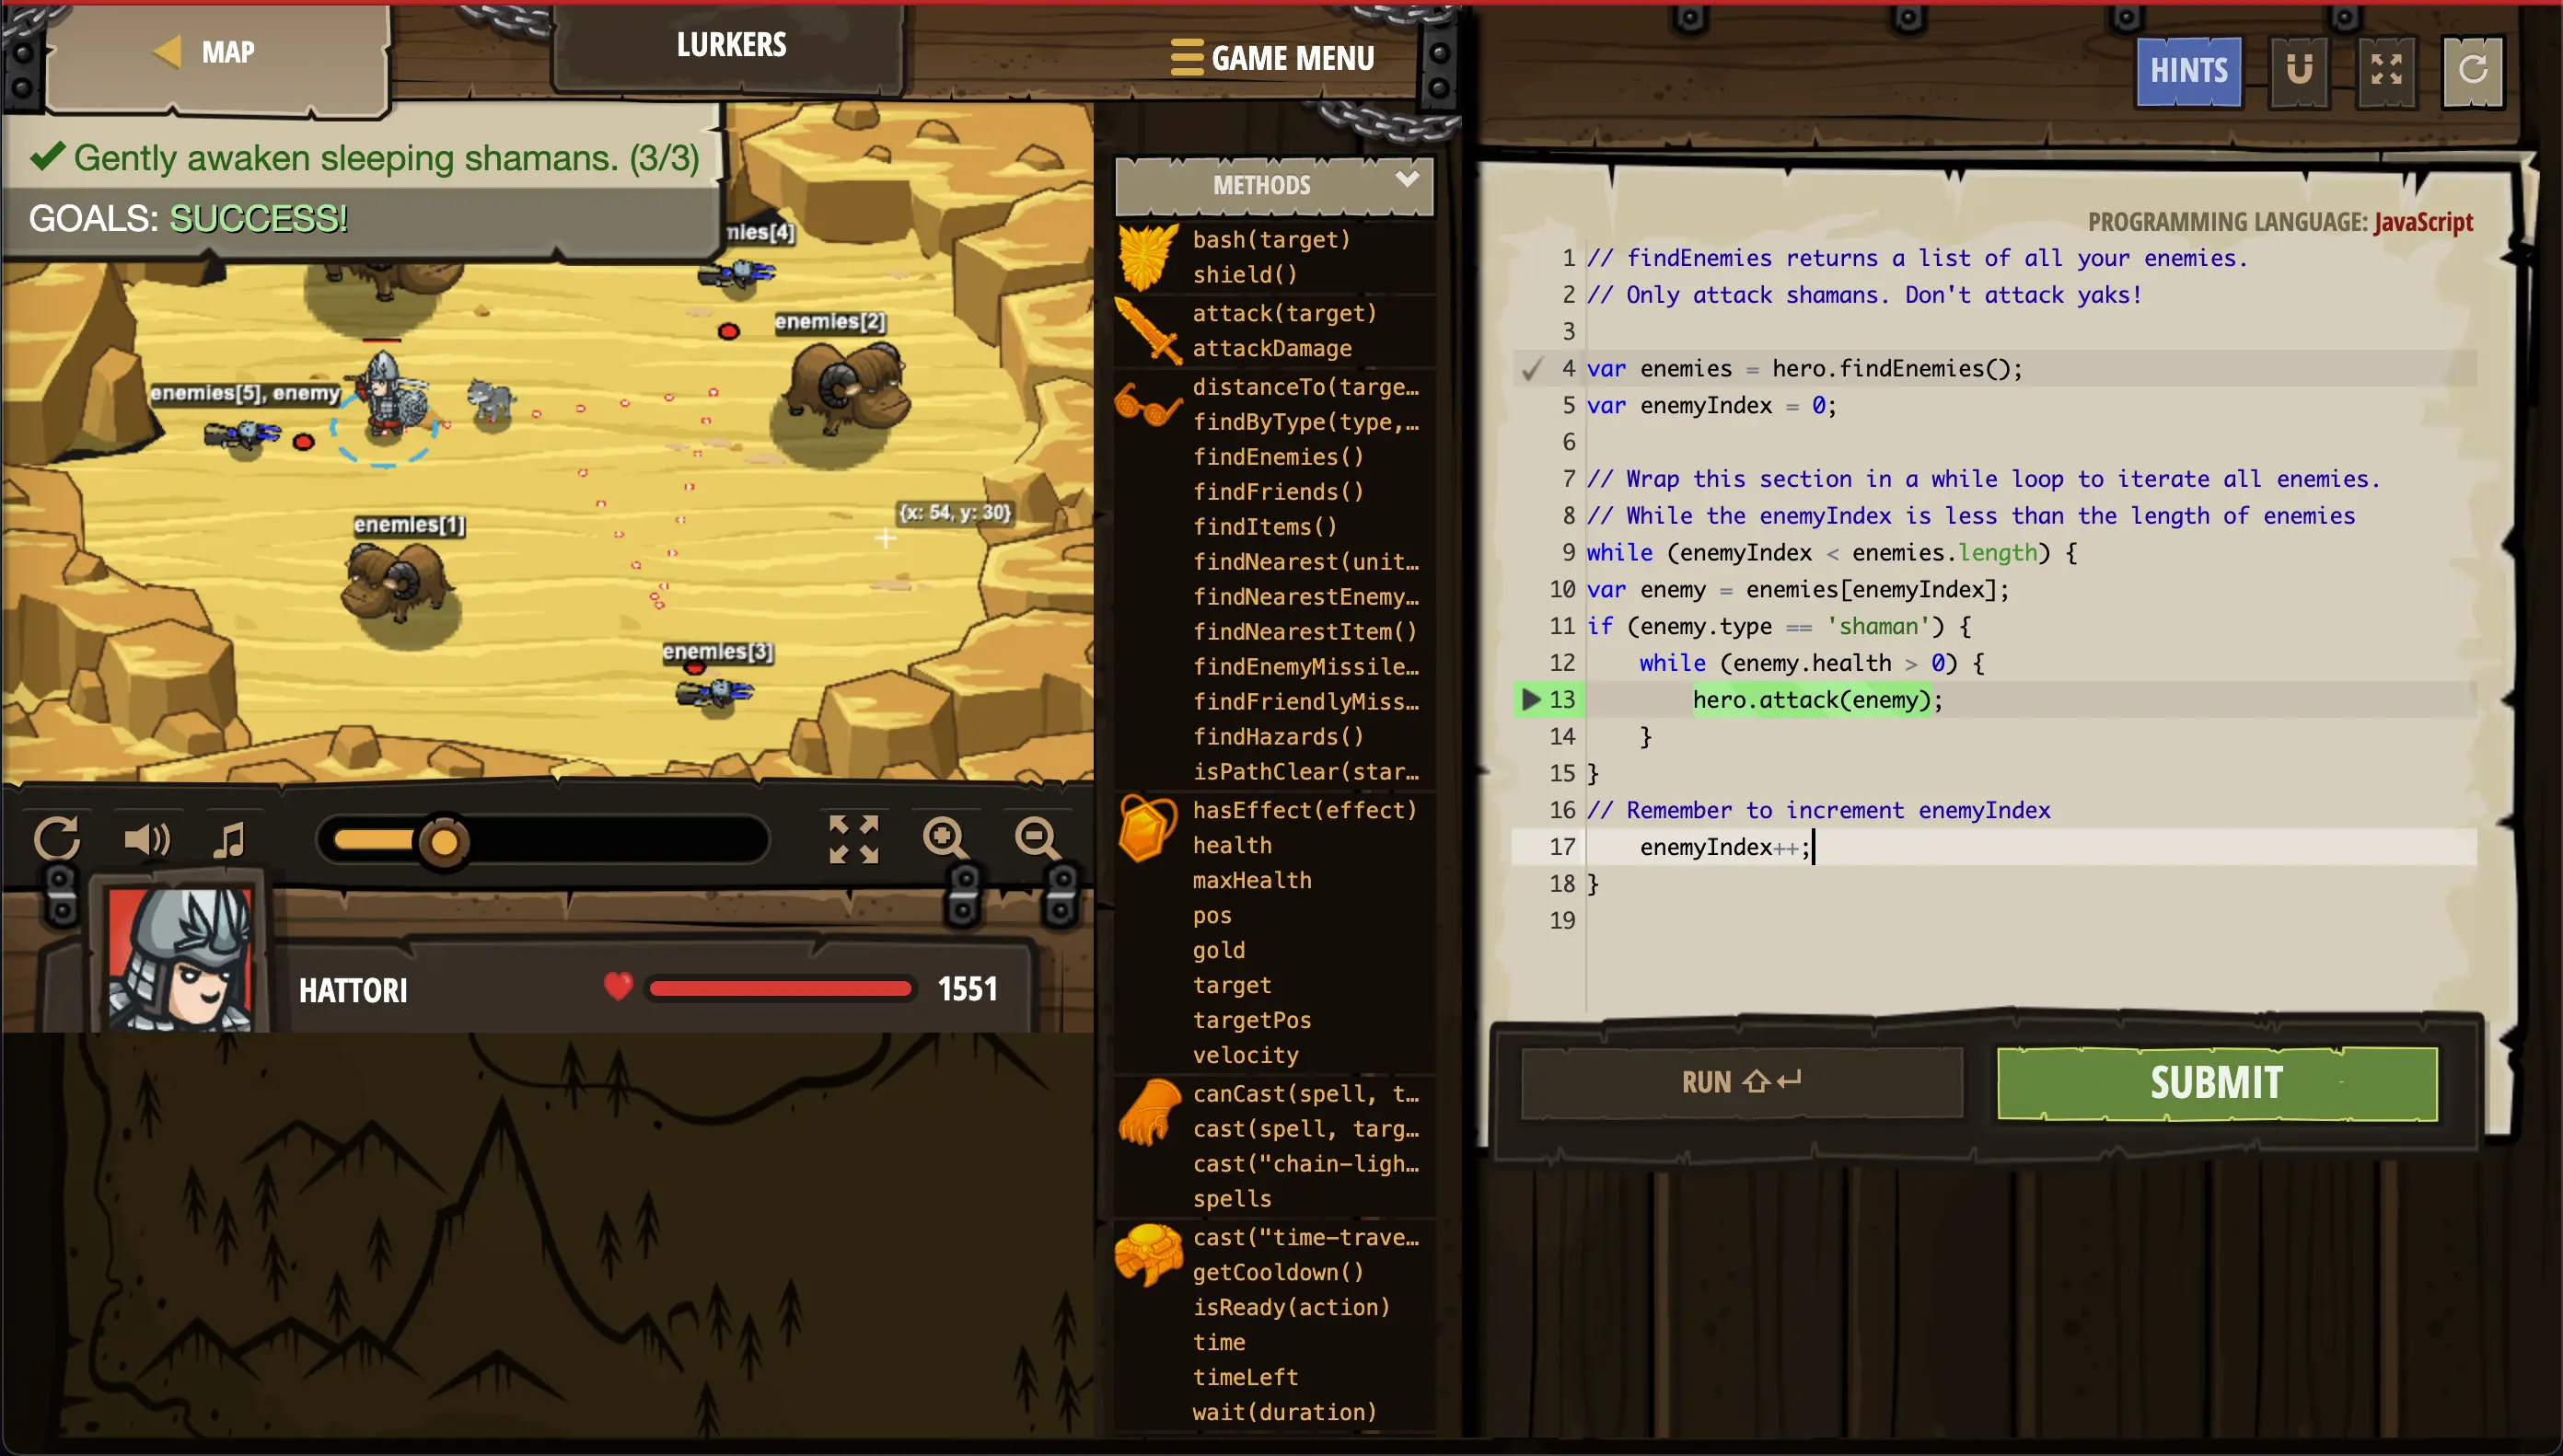 MAP
LURKERS
GAME MENU
HINTS
Gently awaken sleeping shamans. (3/3)
GOALS: SUCCESS!
enemies[2]
enemies[5], enemy
{x: 54, y: 30}
enemies[1]
enemies[3]
HATTORI
1551
METHODS
bash(target)
shield()
attack(target)
attackDamage
distanceTo(targe…
findByType(type,…
findEnemies()
findFriends()
findItems()
findNearest(unit…
findNearestEnemy…
findNearestItem()
findEnemyMissile…
findFriendlyMiss…
findHazards()
isPathClear(star…
hasEffect(effect)
health
maxHealth
pos
gold
target
targetPos
velocity
canCast(spell, t…
cast(spell, targ…
cast("chain-ligh…
spells
cast("time-trave…
getCooldown()
isReady(action)
time
timeLeft
wait(duration)
PROGRAMMING LANGUAGE: JavaScript
1 // findEnemies returns a list of all your enemies.
2 // Only attack shamans. Don't attack yaks!
3
4 var enemies = hero.findEnemies();
5 var enemyIndex = 0;
6
7 // Wrap this section in a while loop to iterate all enemies.
8 // While the enemyIndex is less than the length of enemies
9 while (enemyIndex < enemies.length) {
10 var enemy = enemies[enemyIndex];
11 if (enemy.type == 'shaman') {
12 while (enemy.health > 0) {
13 hero.attack(enemy);
14 }
15 }
16 // Remember to increment enemyIndex
17 enemyIndex++;
18 }
19
RUN
SUBMIT